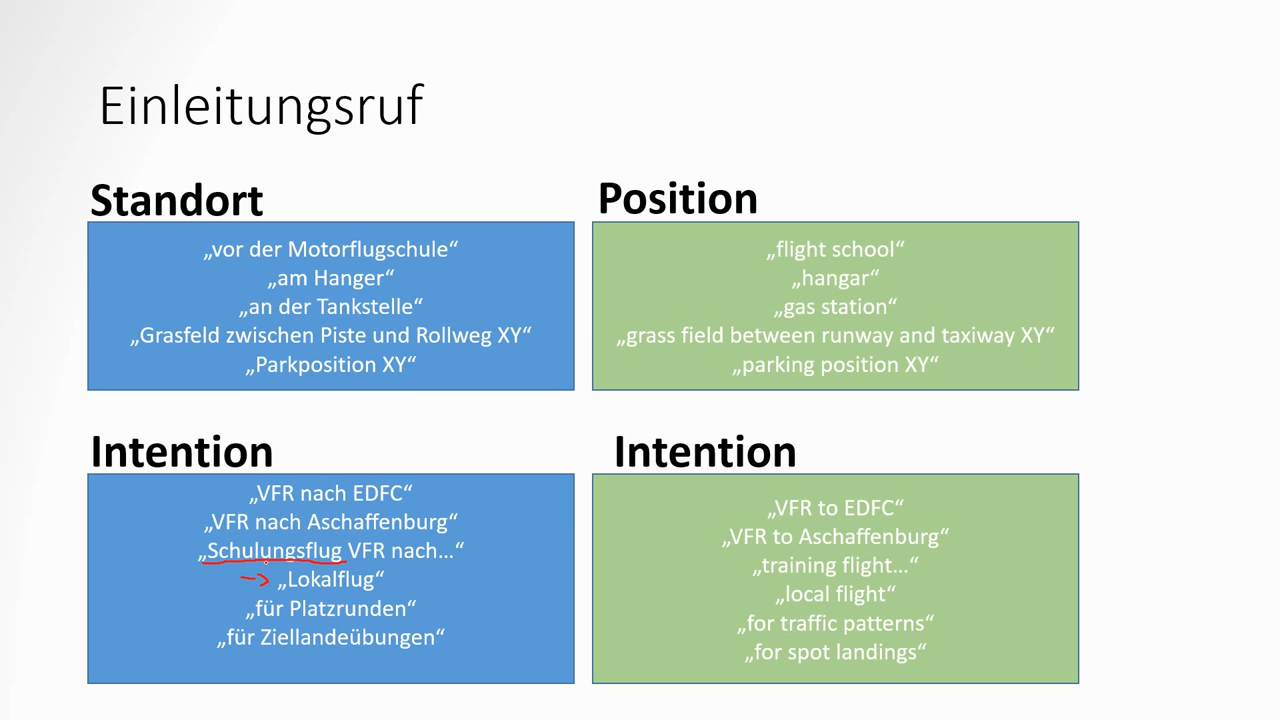 Einleitungsruf
Standort
„vor der Motorflugschule“
„am Hanger“
„an der Tankstelle“
„Grasfeld zwischen Piste und Rollweg XY“
„Parkposition XY“
Position
„flight school“
„hangar“
„gas station“
„grass field between runway and taxiway XY“
„parking position XY“
Intention
„VFR nach EDFC“
„VFR nach Aschaffenburg“
„Schulungsflug VFR nach…“
„Lokalflug“
„für Platzrunden“
„für Ziellandeübungen“
Intention
„VFR to EDFC“
„VFR to Aschaffenburg“
„training flight…“
„local flight“
„for traffic patterns“
„for spot landings“